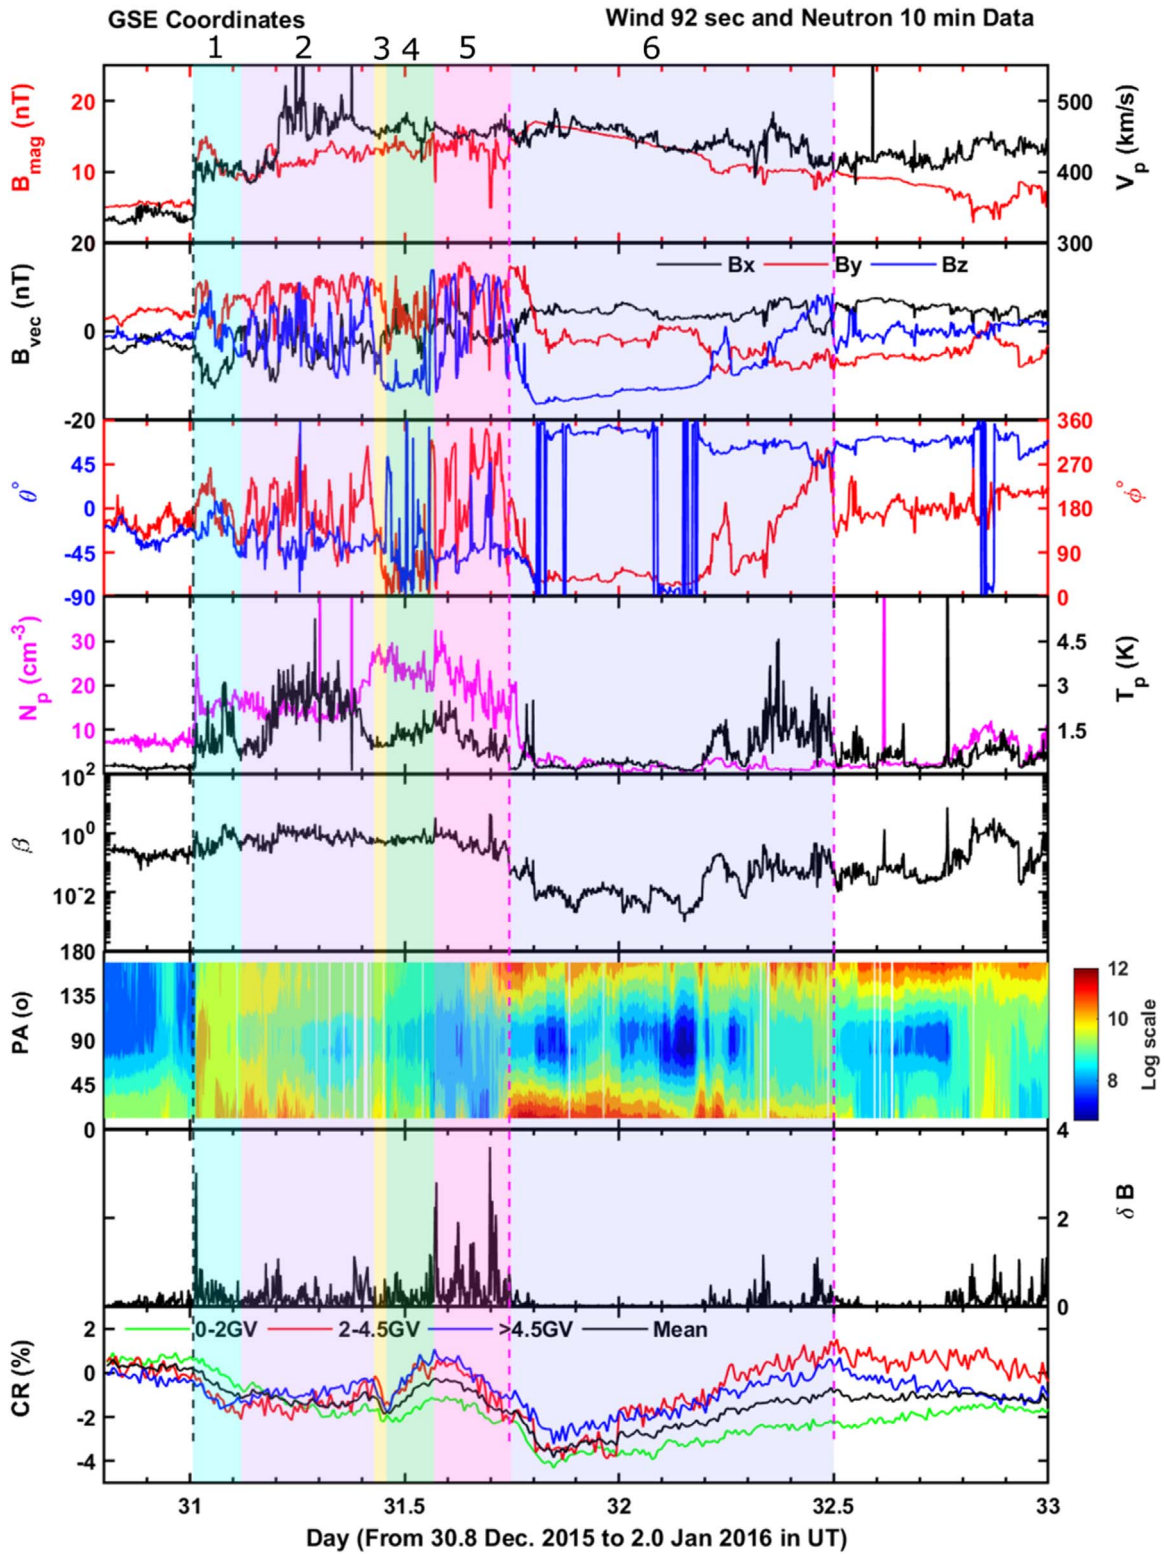 GSE Coordinates
Wind 92 sec and Neutron 10 min Data
1 2 3 4 5 6
B_mag (nT)
20
10
500
400
300
V_p (km/s)
B_vec (nT)
20
0
-20
Bx By Bz
θ°
45
0
-45
-90
360
270
180
90
0
ϕ°
N_p (cm^-3)
30
20
10
4.5
3
1.5
T_p (K)
β
10^2
10^0
10^-2
PA (o)
180
135
90
45
0
12
10
8
Log scale
4
2
0
δ B
CR (%)
2
0
-2
-4
0-2GV 2-4.5GV >4.5GV Mean
31 31.5 32 32.5 33
Day (From 30.8 Dec. 2015 to 2.0 Jan 2016 in UT)